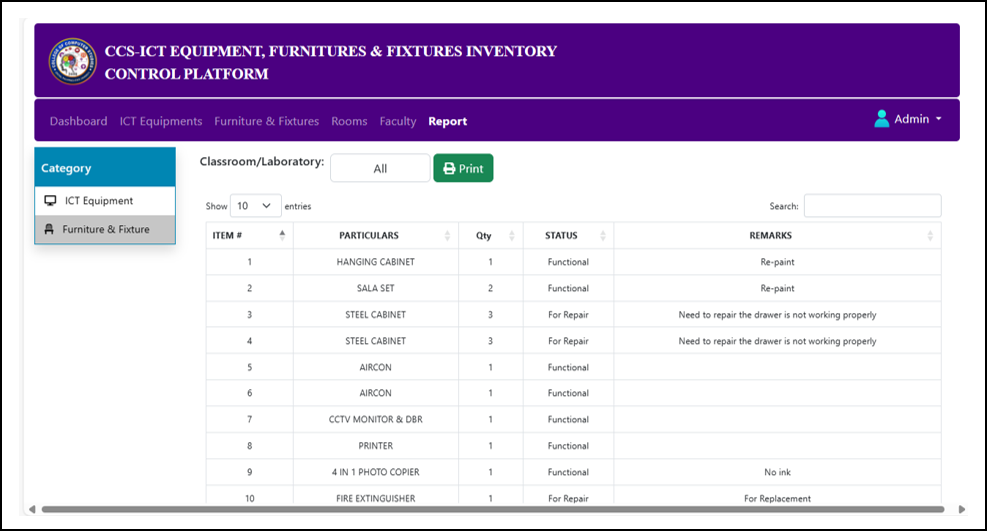 CCS-ICT EQUIPMENT, FURNITURES & FIXTURES INVENTORY
CONTROL PLATFORM
Dashboard ICT Equipments Furniture & Fixtures Rooms Faculty Report Admin
Category
ICT Equipment
Furniture & Fixture
Classroom/Laboratory: All Print
Show 10 entries Search:
ITEM # PARTICULARS Qty STATUS REMARKS
1 HANGING CABINET 1 Functional Re-paint
2 SALA SET 2 Functional Re-paint
3 STEEL CABINET 3 For Repair Need to repair the drawer is not working properly
4 STEEL CABINET 3 For Repair Need to repair the drawer is not working properly
5 AIRCON 1 Functional
6 AIRCON 1 Functional
7 CCTV MONITOR & DBR 1 Functional
8 PRINTER 1 Functional
9 4 IN 1 PHOTO COPIER 1 Functional No ink
10 FIRE EXTINGUISHER 1 For Repair For Replacement